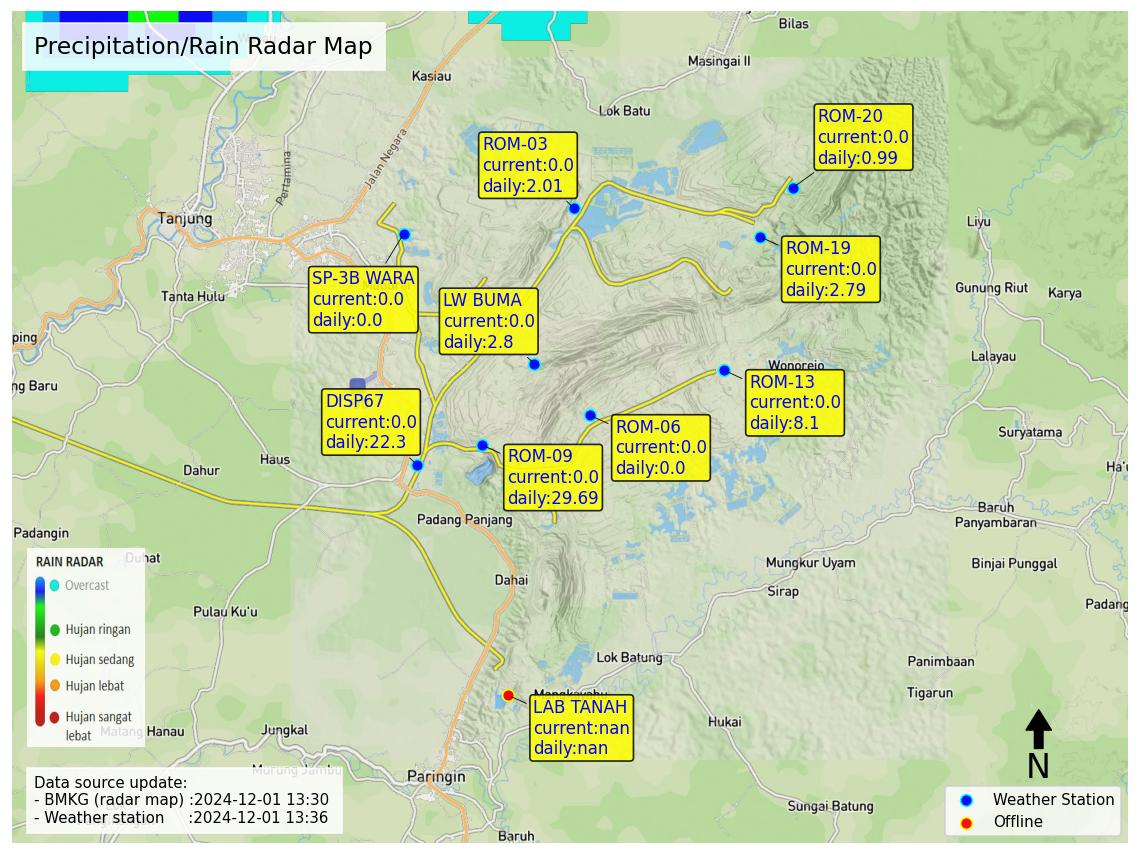 Precipitation/Rain Radar Map
Bilas
Masingai II
Kasiau
Lok Batu
Jalan Negara
Pertamina
Tanjung
Tanta Hulu
ROM-20
current:0.0
daily:0.99
ROM-03
current:0.0
daily:2.01
ROM-19
current:0.0
daily:2.79
SP-3B WARA
current:0.0
daily:0.0
LW BUMA
current:0.0
daily:2.8
Liyu
Gunung Riut
Karya
Lalayau
ping
ng Baru
Wonorejo
ROM-13
current:0.0
daily:8.1
DISP67
current:0.0
daily:22.3
ROM-06
current:0.0
daily:0.0
ROM-09
current:0.0
daily:29.69
Suryatama
Ha'u
Haus
Dahur
Padang Panjang
Baruh
Panyambaran
Padangin
Duhat
Mungkur Uyam
Binjai Punggal
Dahai
Sirap
Padang
Pulau Ku'u
RAIN RADAR
Overcast
Hujan ringan
Hujan sedang
Hujan lebat
Hujan sangat
lebat
Lok Batung
Panimbaan
Tigarun
Mangkayahu
LAB TANAH
current:nan
daily:nan
Hukai
Matang Hanau
Jungkal
Murung Jambu
Paringin
Sungai Batung
Baruh
Data source update:
- BMKG (radar map) :2024-12-01 13:30
- Weather station :2024-12-01 13:36
N
Weather Station
Offline